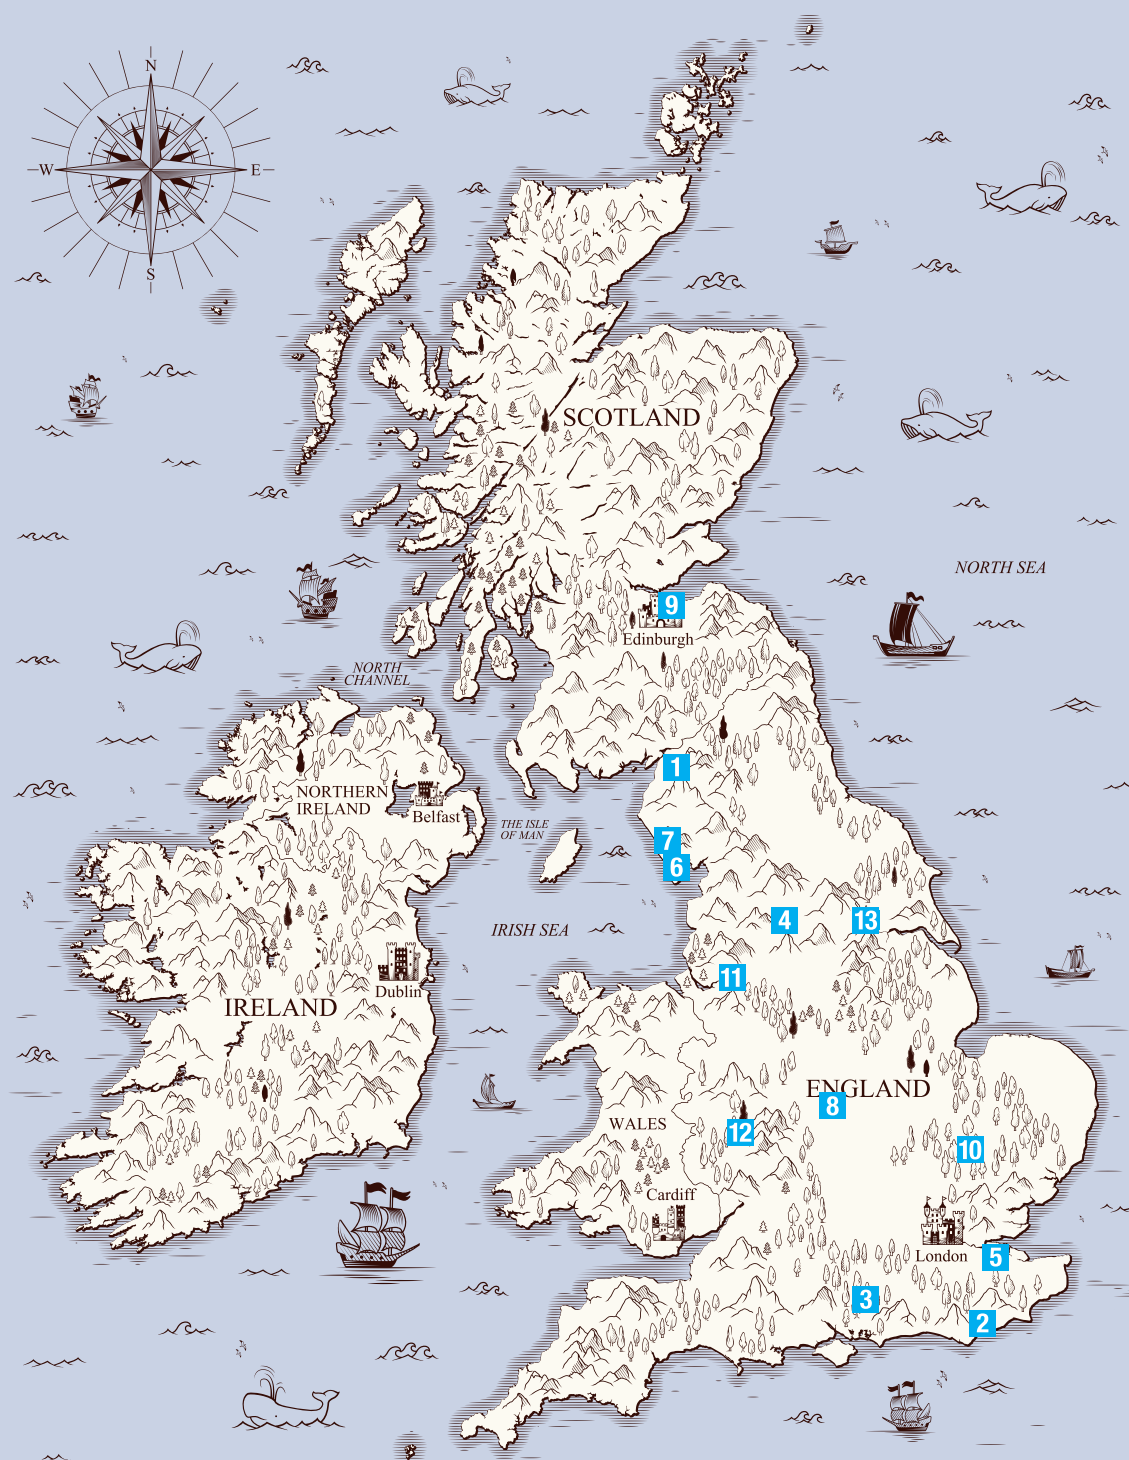 N
W E
S
SCOTLAND
NORTH SEA
9
Edinburgh
NORTH
CHANNEL
1
NORTHERN
IRELAND
Belfast
THE ISLE
OF MAN
7
6
IRISH SEA
4
13
11
Dublin
IRELAND
ENGLAND
8
WALES
12
10
Cardiff
London
5
3
2